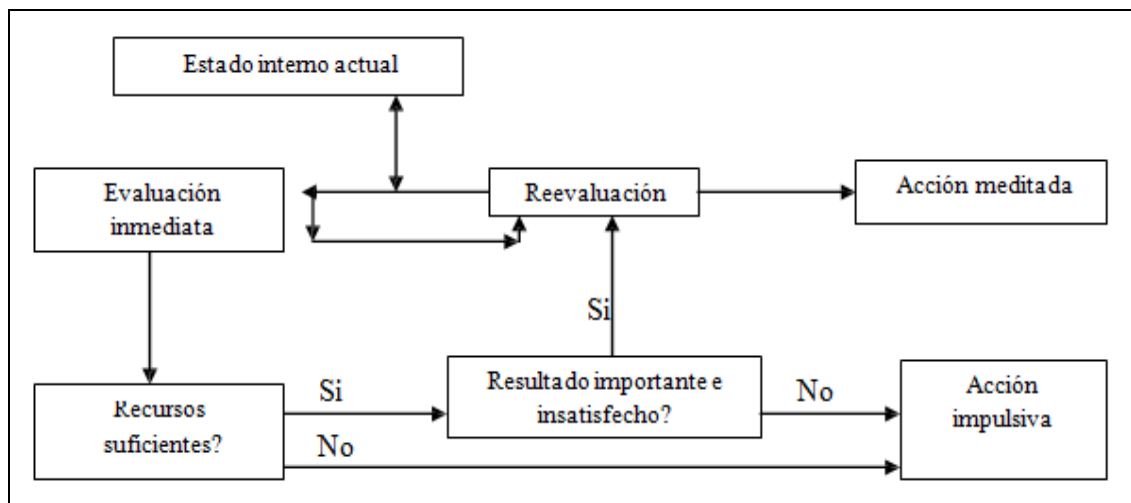 Estado interno actual
Evaluación
inmediata
Reevaluación
Acción meditada
Si
Recursos
suficientes?
Si
No
Resultado importante e
insatisfecho?
No
Acción
impulsiva